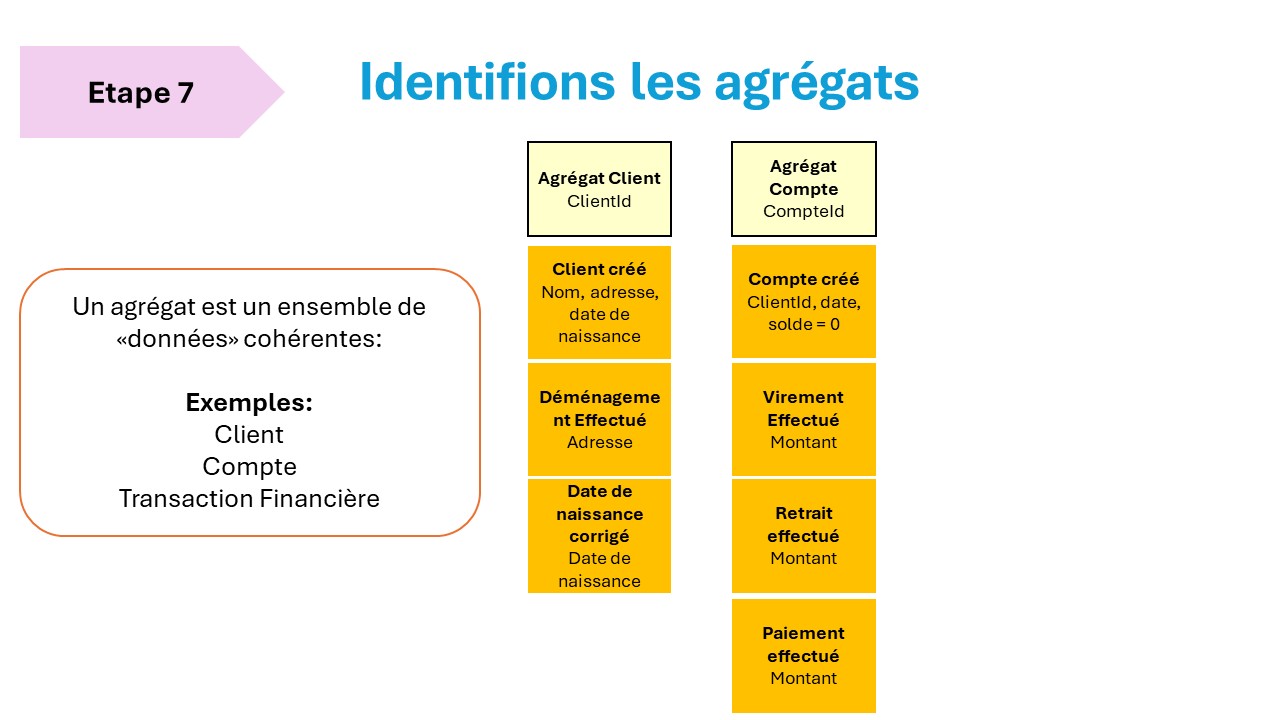 Etape 7
Identifions les agrégats
Un agrégat est un ensemble de
«données» cohérentes:
Exemples:
Client
Compte
Transaction Financière
Agrégat Client
ClientId
Client créé
Nom, adresse,
date de
naissance
Déménageme
nt Effectué
Adresse
Date de
naissance
corrigé
Date de
naissance
Agrégat
Compte
CompteId
Compte créé
ClientId, date,
solde = 0
Virement
Effectué
Montant
Retrait
effectué
Montant
Paiement
effectué
Montant